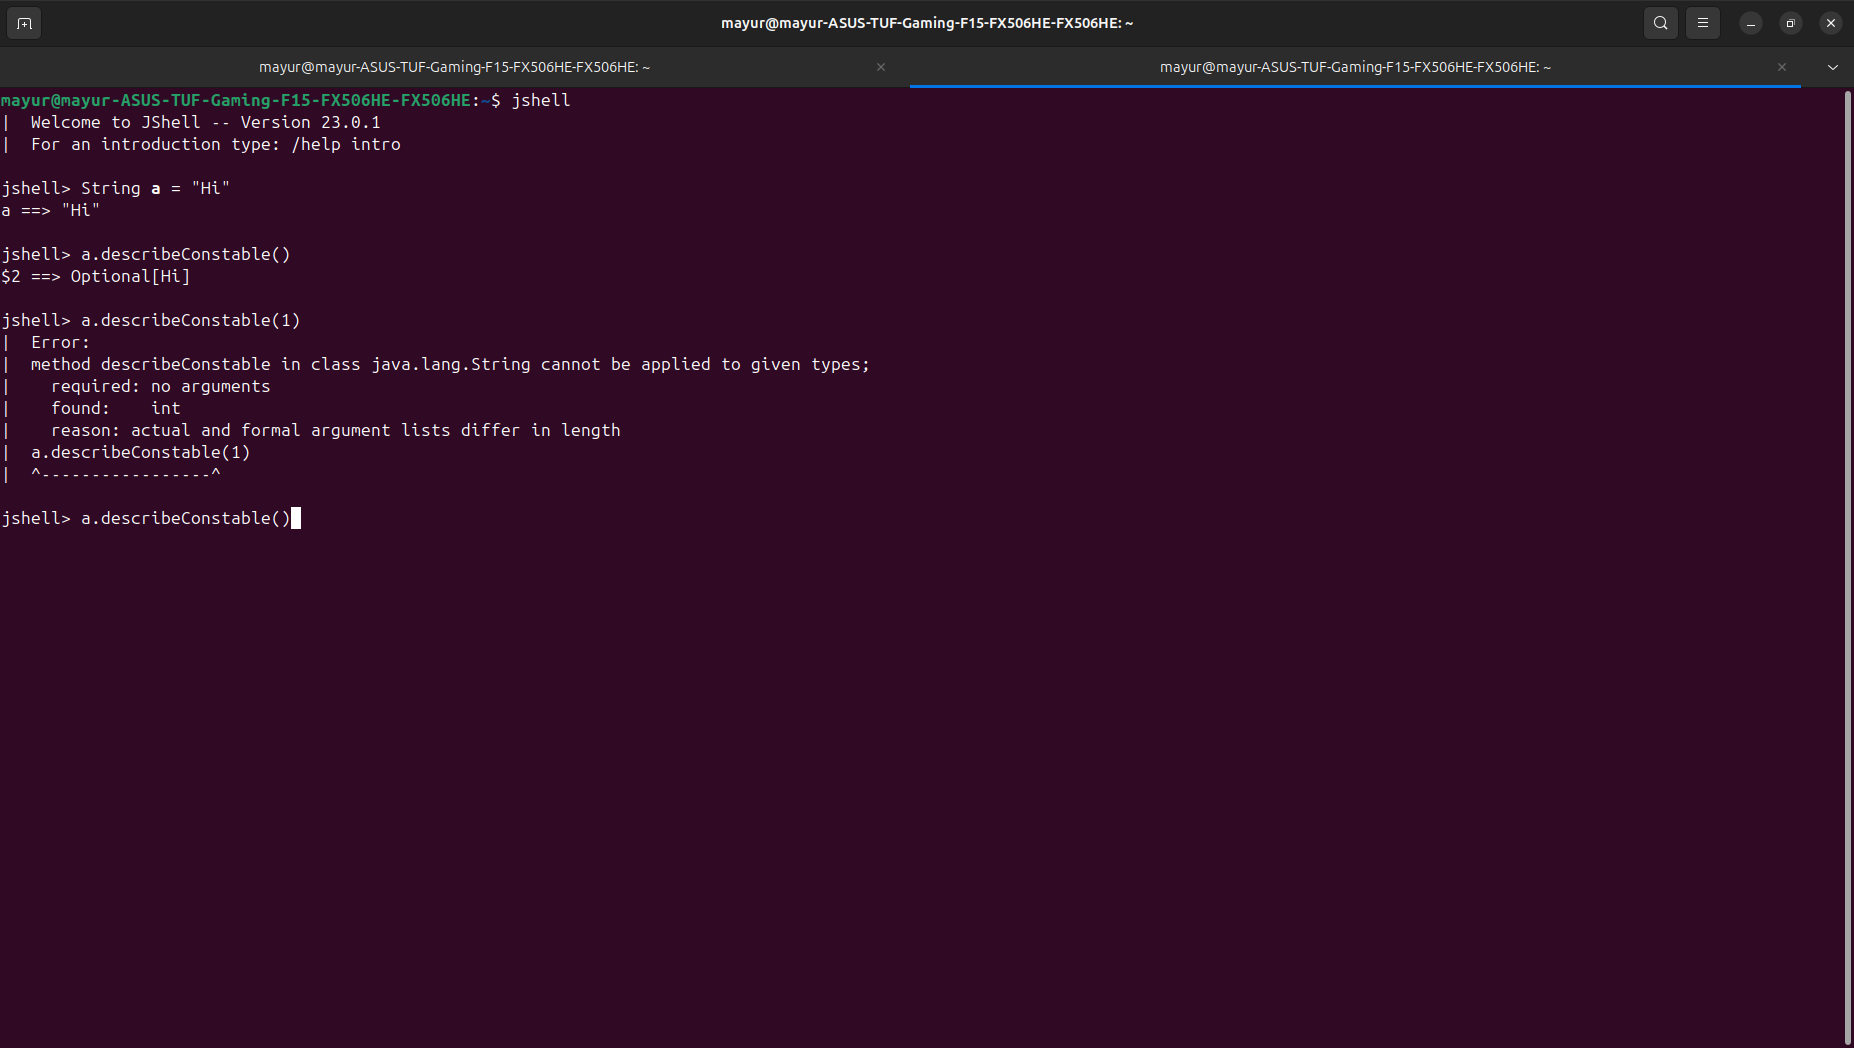 mayur@mayur-ASUS-TUF-Gaming-F15-FX506HE-FX506HE: ~
mayur@mayur-ASUS-TUF-Gaming-F15-FX506HE-FX506HE: ~
mayur@mayur-ASUS-TUF-Gaming-F15-FX506HE-FX506HE: ~
mayur@mayur-ASUS-TUF-Gaming-F15-FX506HE-FX506HE:~$ jshell
|  Welcome to JShell -- Version 23.0.1
|  For an introduction type: /help intro
jshell> String a = "Hi"
a ==> "Hi"
jshell> a.describeConstable()
$2 ==> Optional[Hi]
jshell> a.describeConstable(1)
|  Error:
|  method describeConstable in class java.lang.String cannot be applied to given types;
|    required: no arguments
|    found:    int
|    reason: actual and formal argument lists differ in length
|  a.describeConstable(1)
|  ^-----------------^
jshell> a.describeConstable()